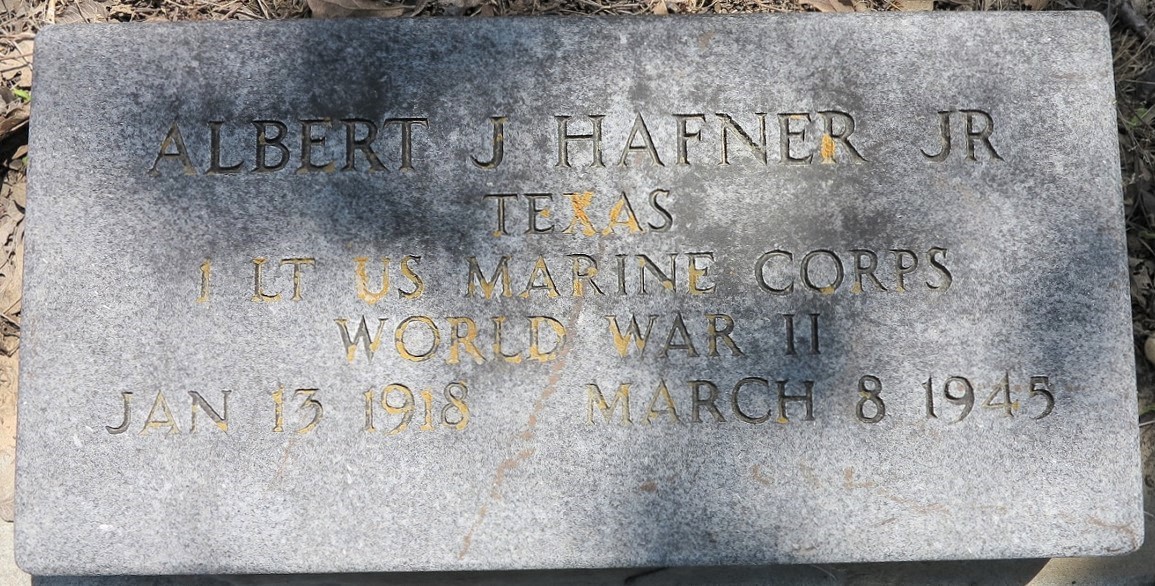 ALBERT J HAFNER JR
TEXAS
1 LT US MARINE CORPS
WORLD WAR II
JAN 13 1918 MARCH 8 1945